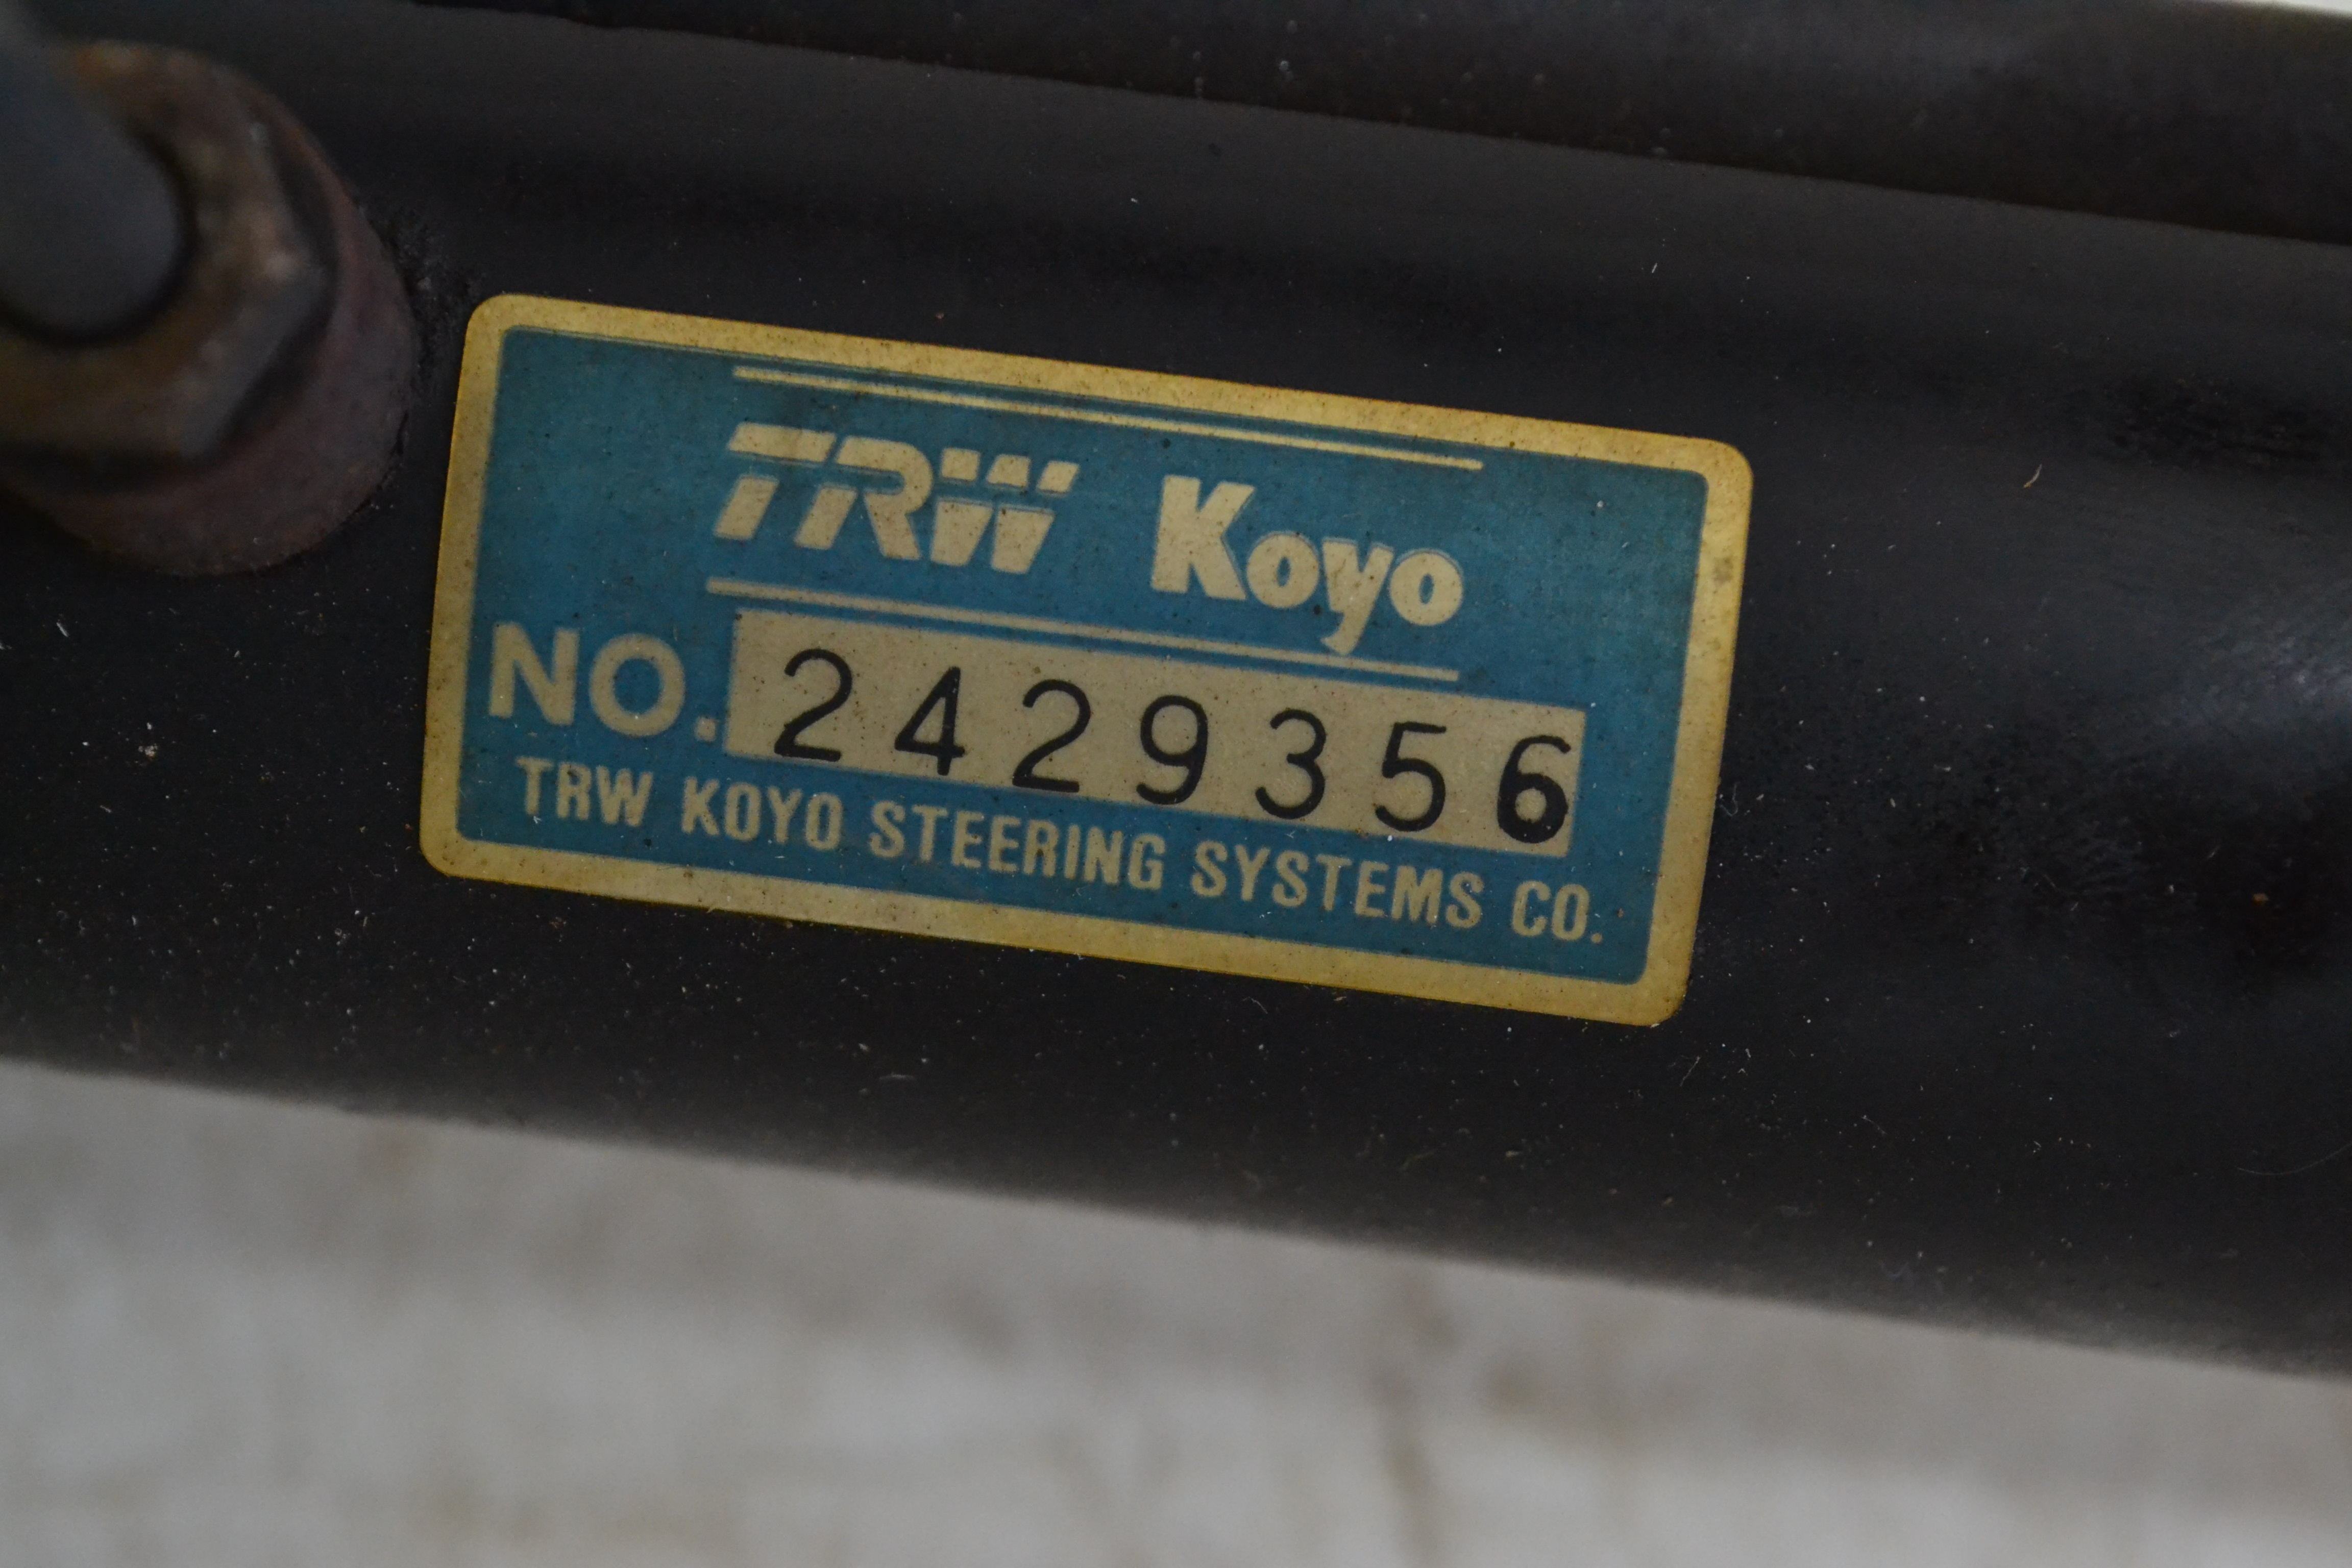 TRW Koyo
NO. 2429356
TRW KOYO STEERING SYSTEMS CO.